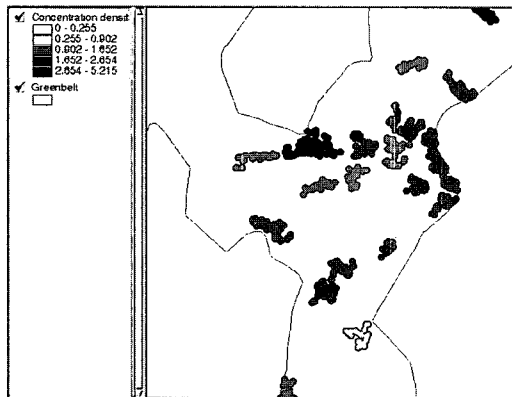 Concentration densit
0 - 0.255
0.255 - 0.902
0.902 - 1.652
1.652 - 2.654
2.654 - 5.215
Greenbelt